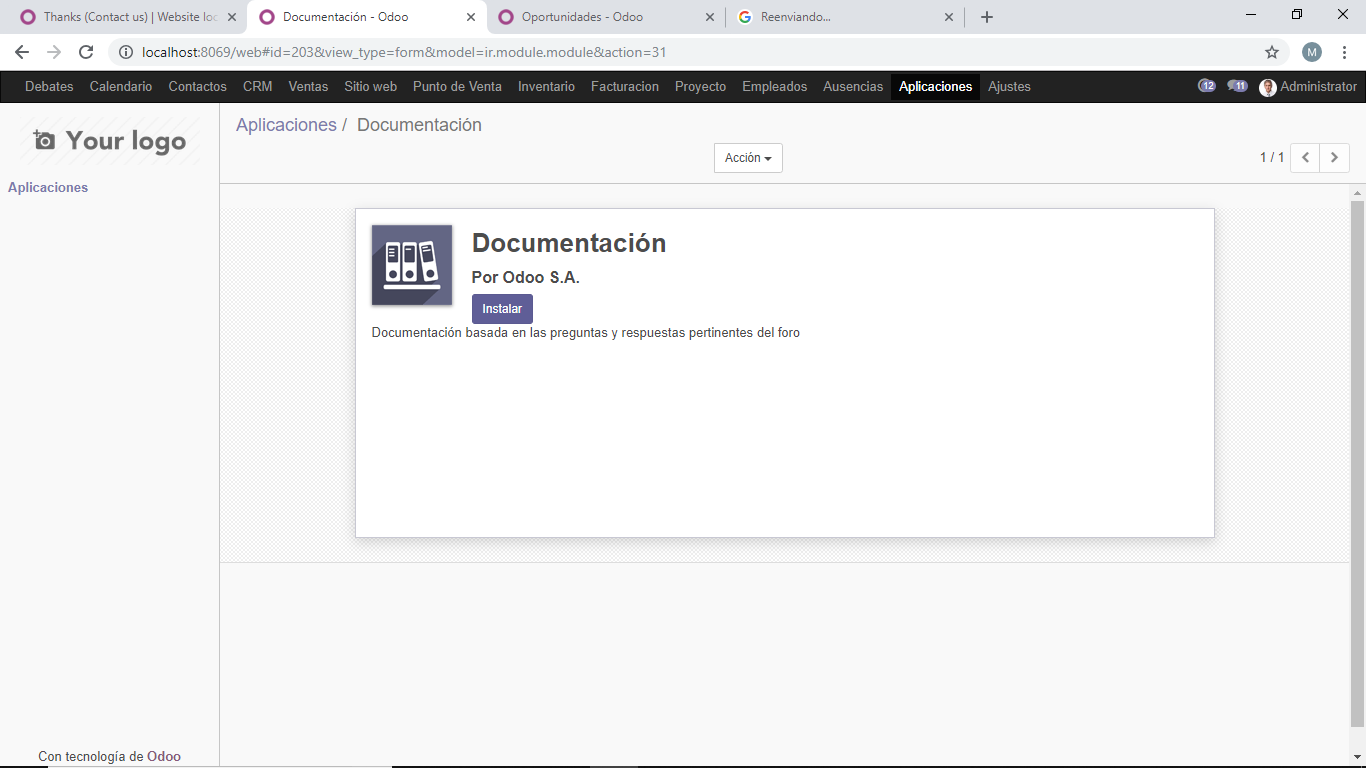 Thanks (Contact us) | Website loc
Documentación - Odoo
Oportunidades - Odoo
Reenviando...
localhost:8069/web#id=203&view_type=form&model=ir.module.module&action=31
M
Debates Calendario Contactos CRM Ventas Sitio web Punto de Venta Inventario Facturacion Proyecto Empleados Ausencias Aplicaciones Ajustes 12 11 Administrator
Your logo
Aplicaciones / Documentación
Acción
1 / 1
Aplicaciones
Documentación
Por Odoo S.A.
Instalar
Documentación basada en las preguntas y respuestas pertinentes del foro
Con tecnología de Odoo